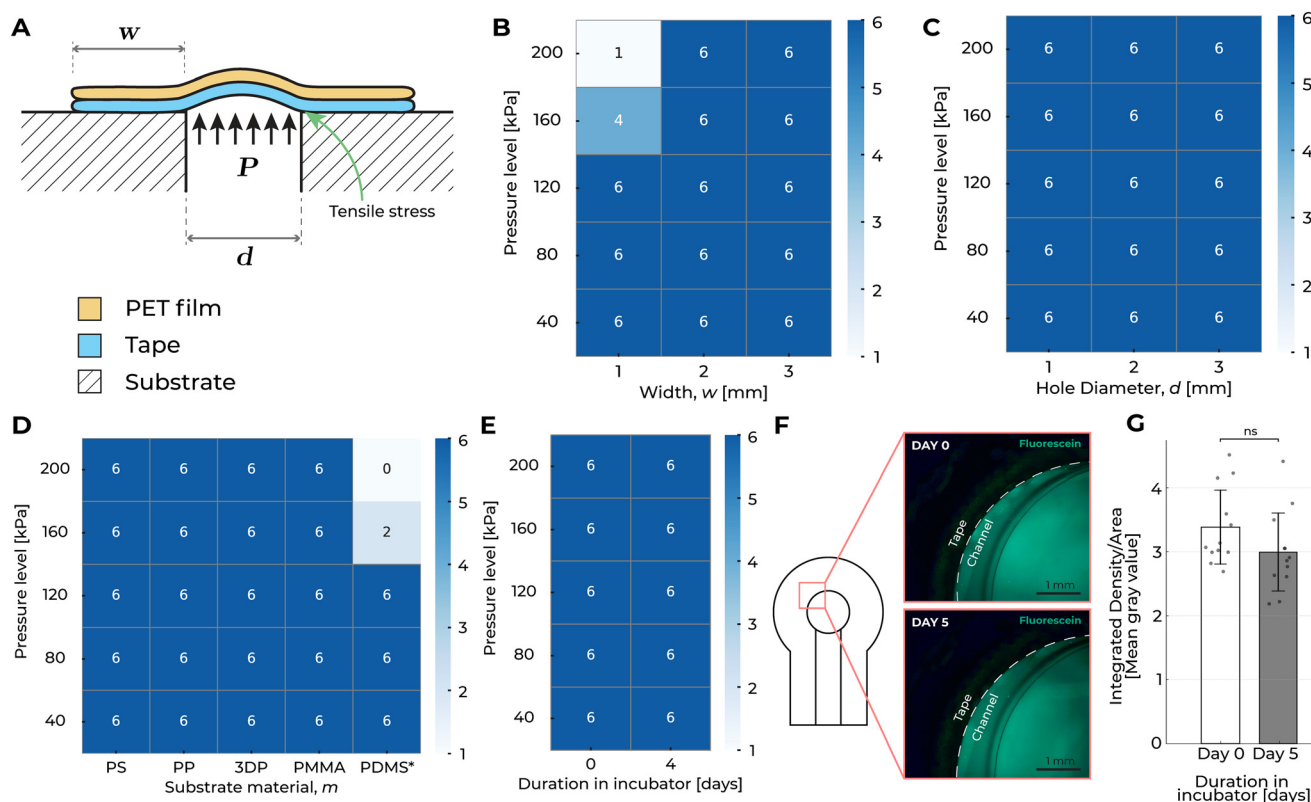 A
w
P
Tensile stress
d
PET film
Tape
Substrate
B
Pressure level [kPa]
200 1 6 6
160 4 6 6
120 6 6 6
80 6 6 6
40 6 6 6
1 2 3
Width, w [mm]
6
5
4
3
2
1
C
Pressure level [kPa]
200 6 6 6
160 6 6 6
120 6 6 6
80 6 6 6
40 6 6 6
1 2 3
Hole Diameter, d [mm]
6
5
4
3
2
1
D
Pressure level [kPa]
200 6 6 6 6 0
160 6 6 6 6 2
120 6 6 6 6 6
80 6 6 6 6 6
40 6 6 6 6 6
PS PP 3DP PMMA PDMS*
Substrate material, m
6
5
4
3
2
1
E
Pressure level [kPa]
200 6 6
160 6 6
120 6 6
80 6 6
40 6 6
0 4
Duration in incubator [days]
6
5
4
3
2
1
F
DAY 0
Fluorescein
Tape
Channel
1 mm
DAY 5
Fluorescein
Tape
Channel
1 mm
G
ns
Integrated Density/Area
[Mean gray value]
4
3
2
1
0
Day 0 Day 5
Duration in
incubator [days]